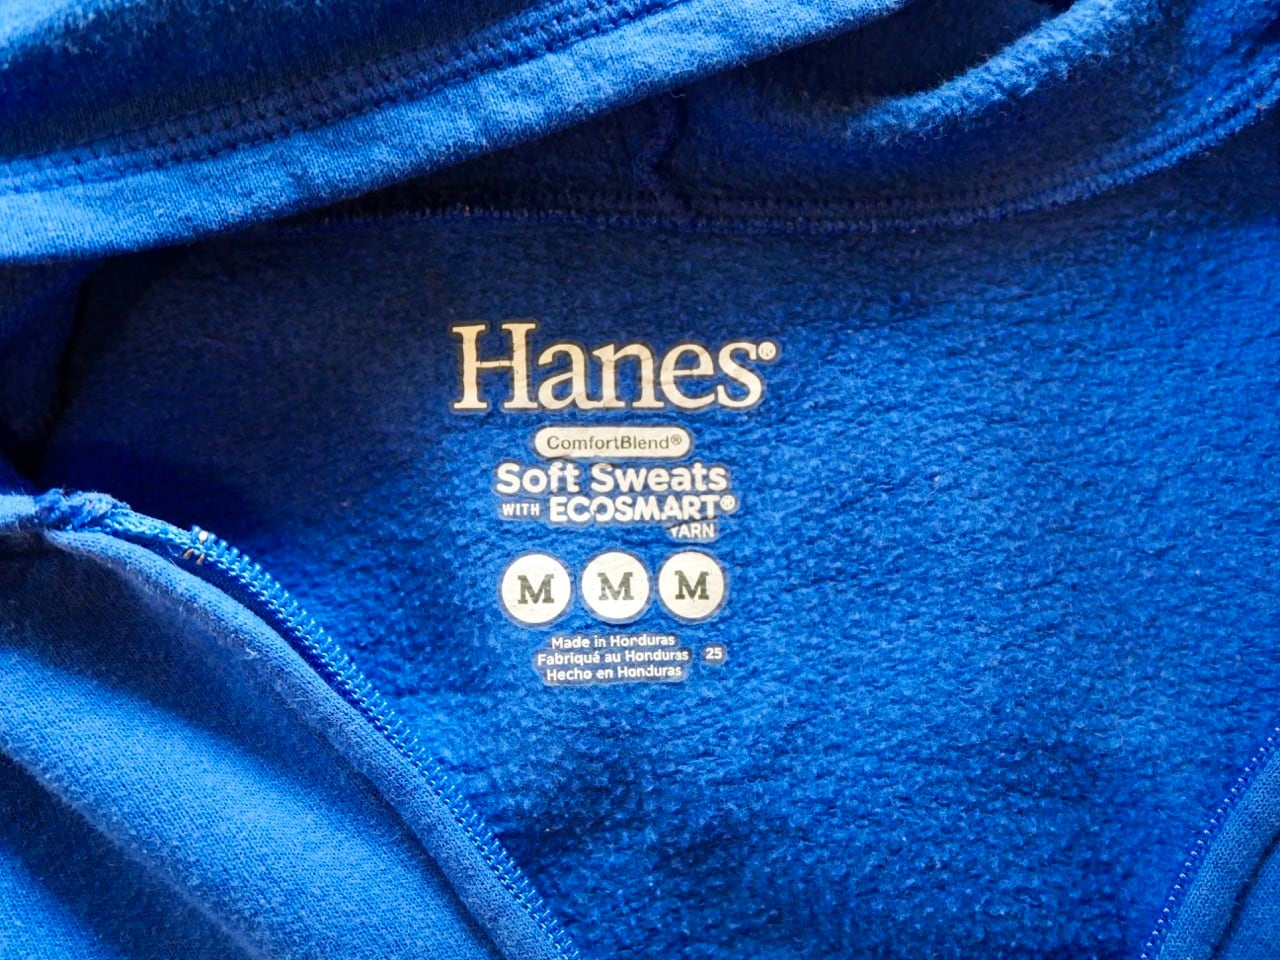 Hanes®
ComfortBlend®
Soft Sweats
WITH ECOSMART®
YARN
M M M
Made in Honduras
Fabriqué au Honduras 25
Hecho en Honduras